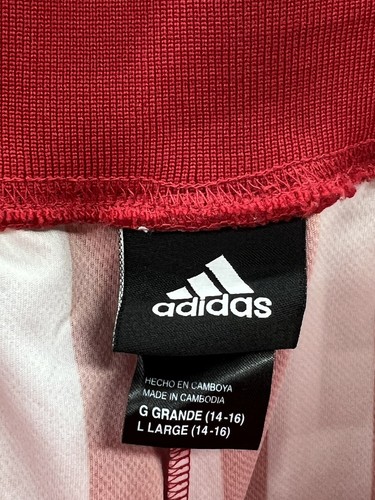 adidas
HECHO EN CAMBOYA
MADE IN CAMBODIA
G GRANDE (14-16)
L LARGE (14-16)